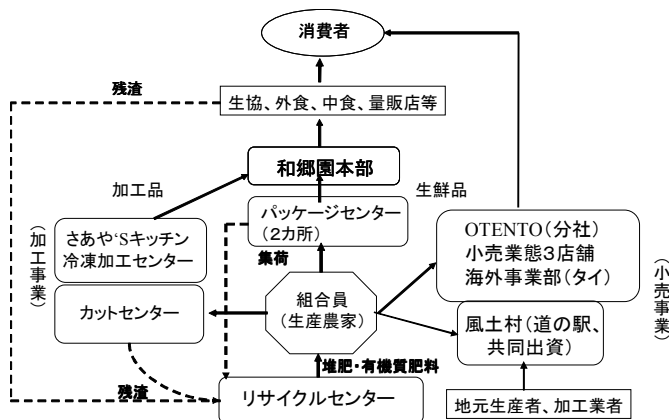 消費者
残渣
生協、外食、中食、量販店等
和郷園本部
加工品
生鮮品
パッケージセンター
(2カ所)
(加工事業)
さあや‘Sキッチン
冷凍加工センター
OTENTO(分社)
小売業態3店舗
海外事業部(タイ)
(小売事業)
集荷
カットセンター
組合員
(生産農家)
風土村(道の駅、
共同出資)
堆肥・有機質肥料
残渣
リサイクルセンター
地元生産者、加工業者